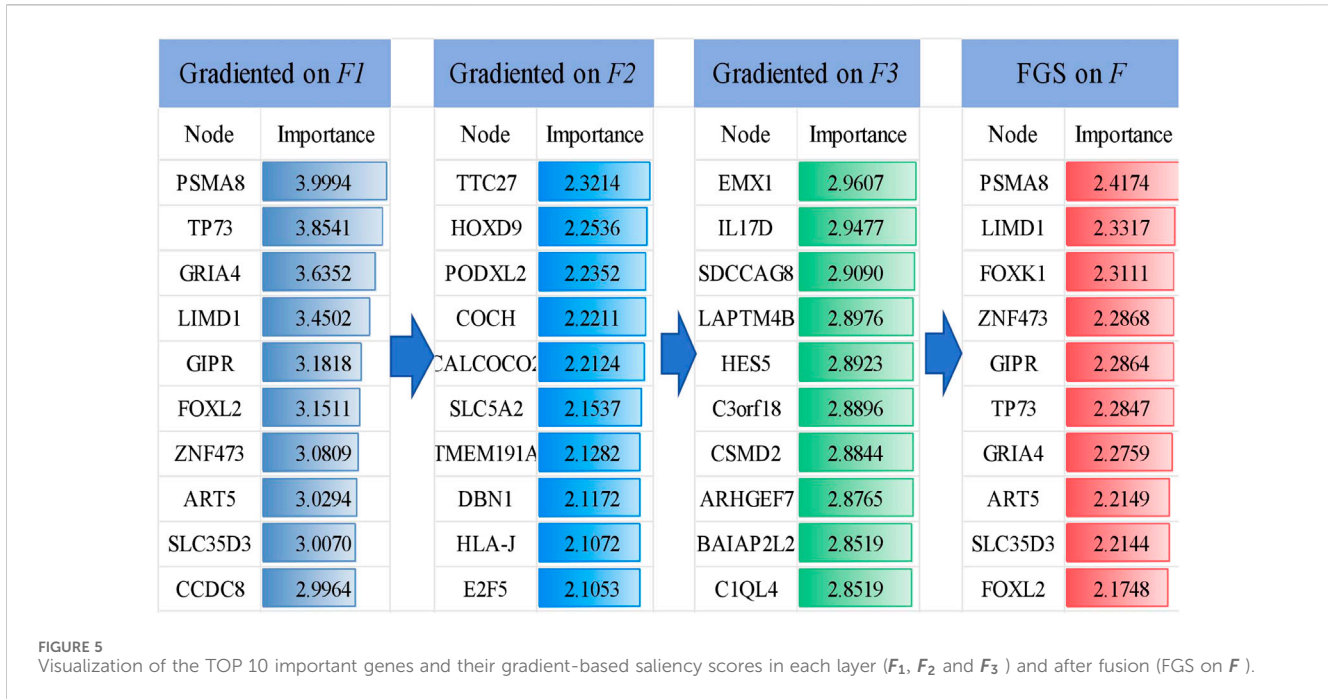 Gradiented on F1
Node Importance
PSMA8 3.9994
TP73 3.8541
GRIA4 3.6352
LIMD1 3.4502
GIPR 3.1818
FOXL2 3.1511
ZNF473 3.0809
ART5 3.0294
SLC35D3 3.0070
CCDC8 2.9964
Gradiented on F2
Node Importance
TTC27 2.3214
HOXD9 2.2536
PODXL2 2.2352
COCH 2.2211
CALCOCO2 2.2124
SLC5A2 2.1537
TMEM191A 2.1282
DBN1 2.1172
HLA-J 2.1072
E2F5 2.1053
Gradiented on F3
Node Importance
EMX1 2.9607
IL17D 2.9477
SDCCAG8 2.9090
LAPTM4B 2.8976
HES5 2.8923
C3orf18 2.8896
CSMD2 2.8844
ARHGEF7 2.8765
BAIAP2L2 2.8519
C1QL4 2.8519
FGS on F
Node Importance
PSMA8 2.4174
LIMD1 2.3317
FOXK1 2.3111
ZNF473 2.2868
GIPR 2.2864
TP73 2.2847
GRIA4 2.2759
ART5 2.2149
SLC35D3 2.2144
FOXL2 2.1748
FIGURE 5
Visualization of the TOP 10 important genes and their gradient-based saliency scores in each layer (F1, F2 and F3 ) and after fusion (FGS on F ).